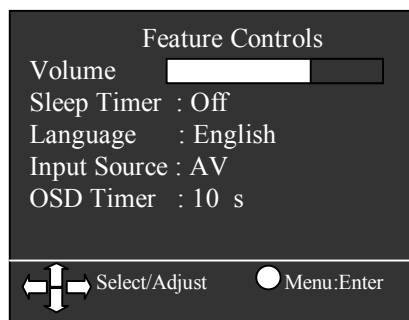 Feature Controls
Volume
Sleep Timer : Off
Language : English
Input Source : AV
OSD Timer : 10 s
Select/Adjust Menu:Enter